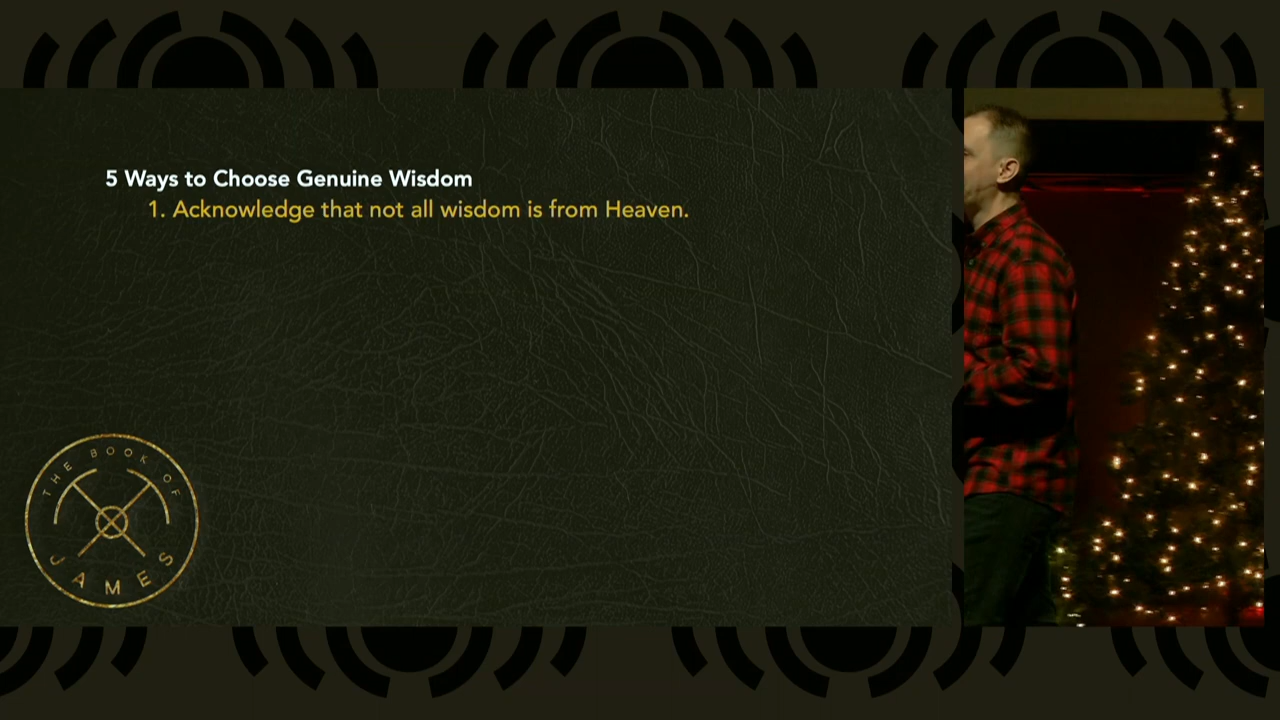 5 Ways to Choose Genuine Wisdom
1. Acknowledge that not all wisdom is from Heaven.
THE BOOK OF
JAMES